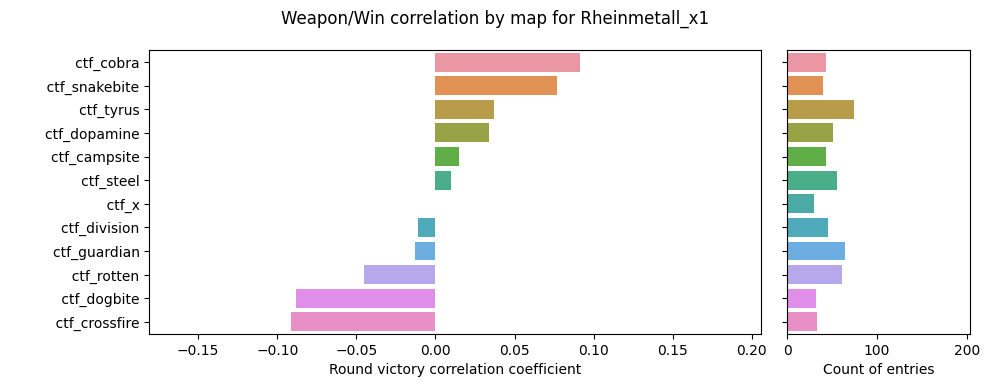 Weapon/Win correlation by map for Rheinmetall_x1
ctf_cobra
ctf_snakebite
ctf_tyrus
ctf_dopamine
ctf_campsite
ctf_steel
ctf_x
ctf_division
ctf_guardian
ctf_rotten
ctf_dogbite
ctf_crossfire
−0.15 −0.10 −0.05 0.00 0.05 0.10 0.15 0.20
Round victory correlation coefficient
0 100 200
Count of entries